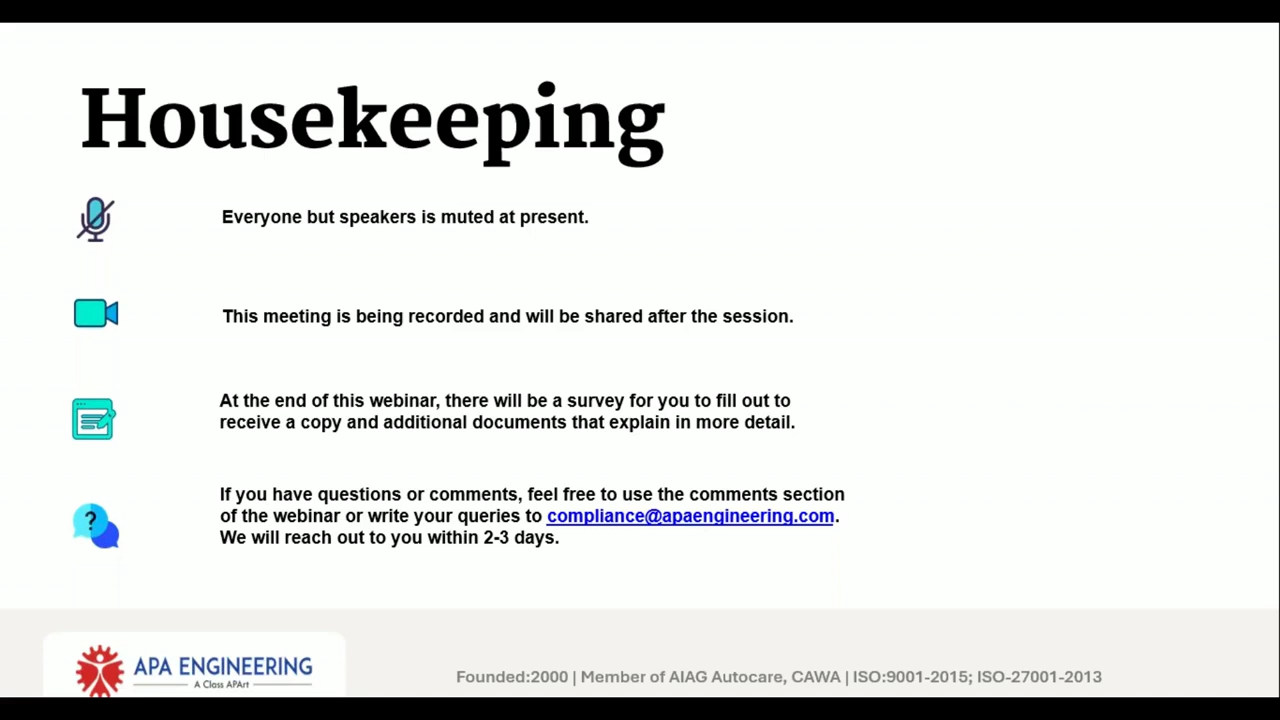 Housekeeping
Everyone but speakers is muted at present.
This meeting is being recorded and will be shared after the session.
At the end of this webinar, there will be a survey for you to fill out to
receive a copy and additional documents that explain in more detail.
?
If you have questions or comments, feel free to use the comments section
of the webinar or write your queries to compliance@apaengineering.com.
We will reach out to you within 2-3 days.
APA ENGINEERING
A Class APArt
Founded:2000 | Member of AIAG Autocare, CAWA | ISO:9001-2015; ISO-27001-2013